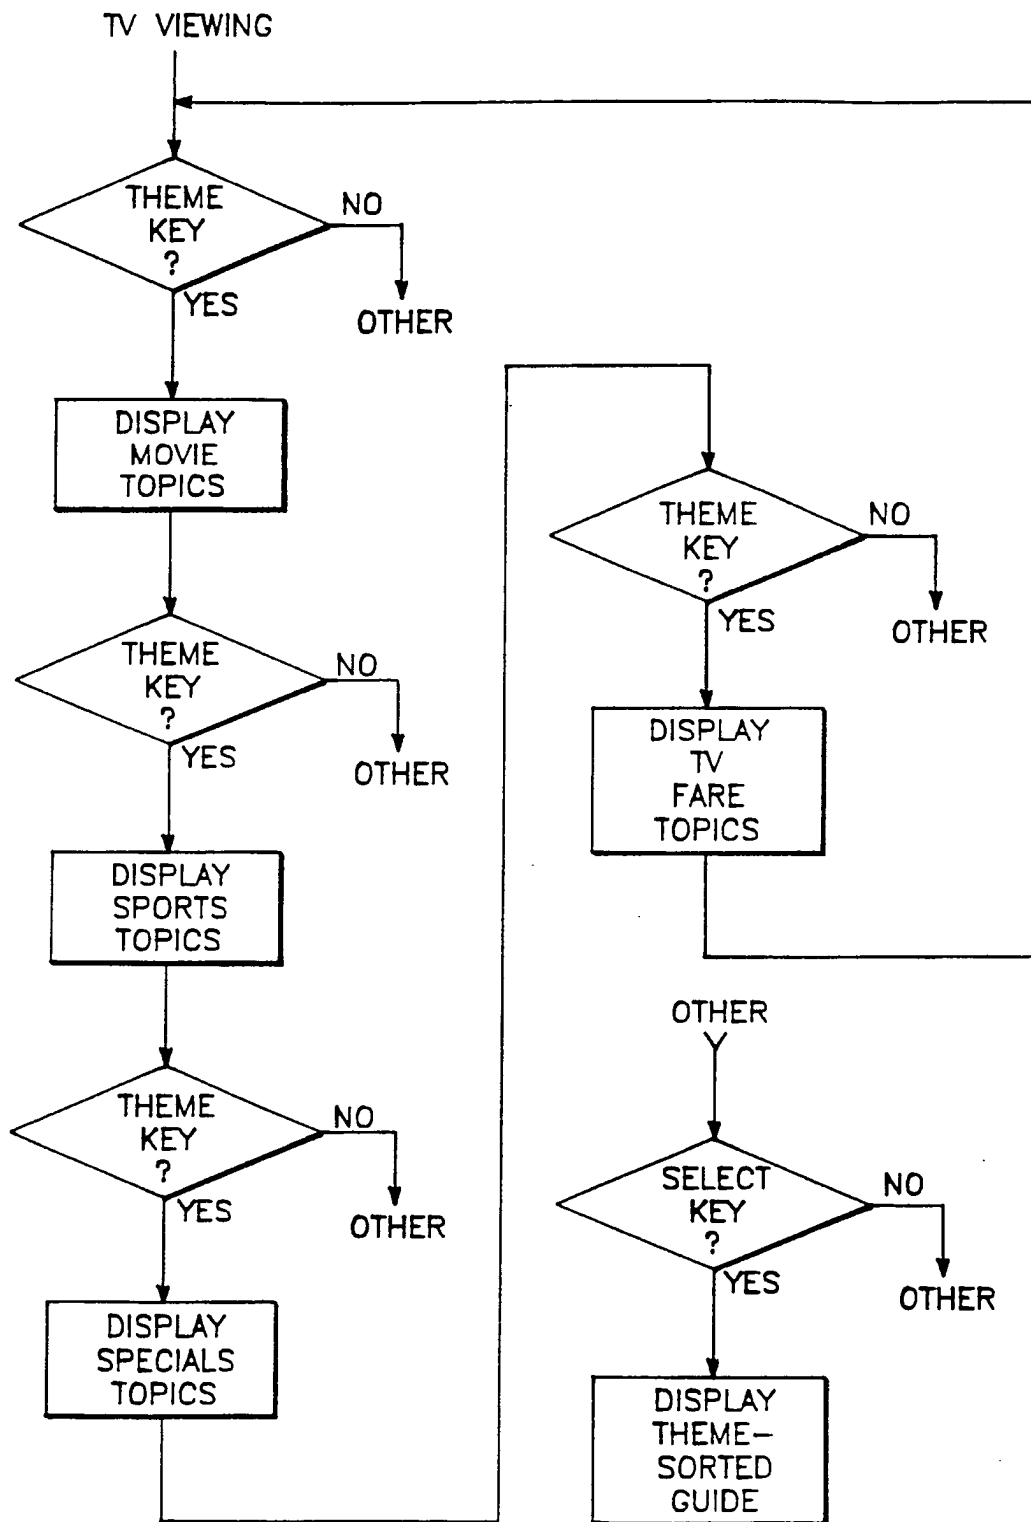 TV VIEWING
THEME
KEY
?
NO
YES
OTHER
DISPLAY
MOVIE
TOPICS
THEME
KEY
?
NO
YES
OTHER
DISPLAY
SPORTS
TOPICS
THEME
KEY
?
NO
YES
OTHER
DISPLAY
SPECIALS
TOPICS
THEME
KEY
?
NO
YES
OTHER
DISPLAY
TV
FARE
TOPICS
OTHER
SELECT
KEY
?
NO
YES
OTHER
DISPLAY
THEME-
SORTED
GUIDE